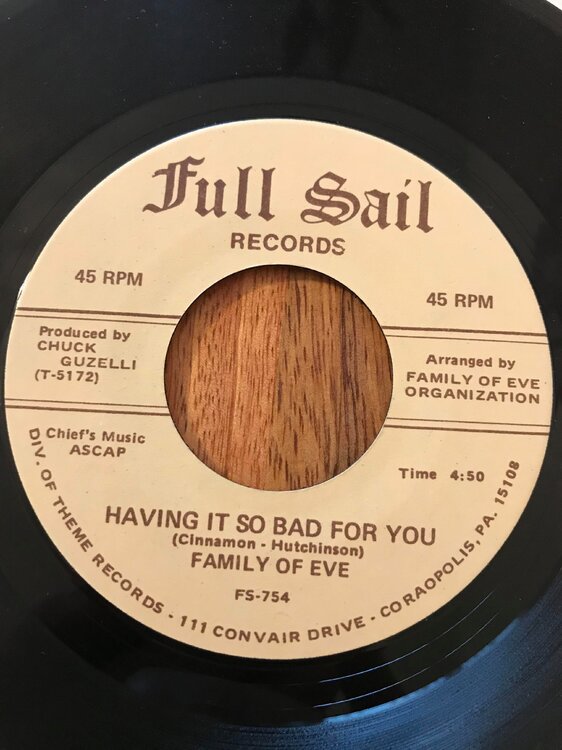 Full Sail
RECORDS
45 RPM
45 RPM
Produced by
CHUCK
GUZELLI
(T-5172)
Arranged by
FAMILY OF EVE
ORGANIZATION
Chief's Music
ASCAP
Time 4:50
HAVING IT SO BAD FOR YOU
(Cinnamon - Hutchinson)
FAMILY OF EVE
FS-754
DIV. OF THEME RECORDS - 111 CONVAIR DRIVE - CORAOPOLIS, PA. 15108